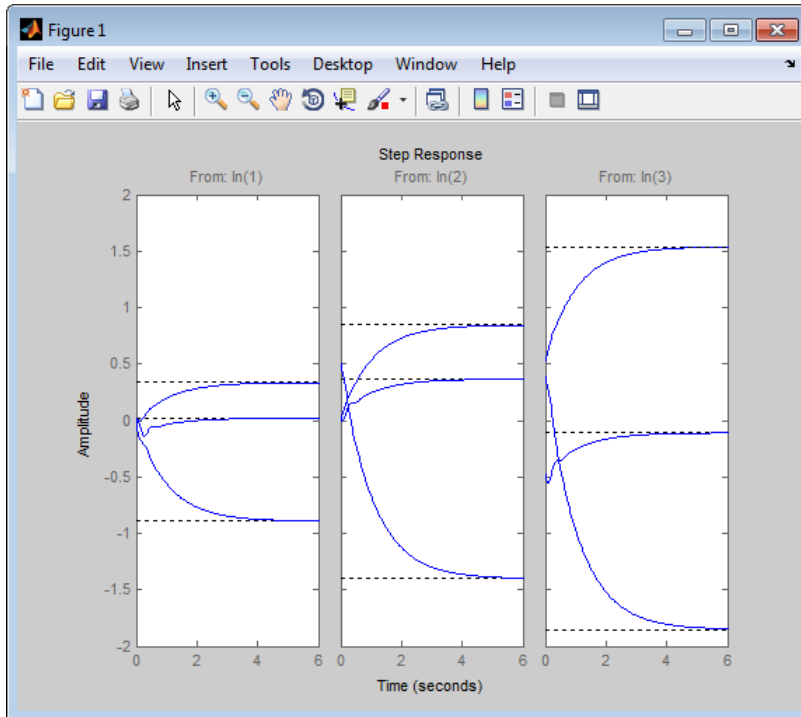 Figure 1
File Edit View Insert Tools Desktop Window Help
Step Response
From: In(1) From: In(2) From: In(3)
2
1.5
1
0.5
0
-0.5
-1
-1.5
-2
Amplitude
0 2 4 6 0 2 4 6 0 2 4 6
Time (seconds)